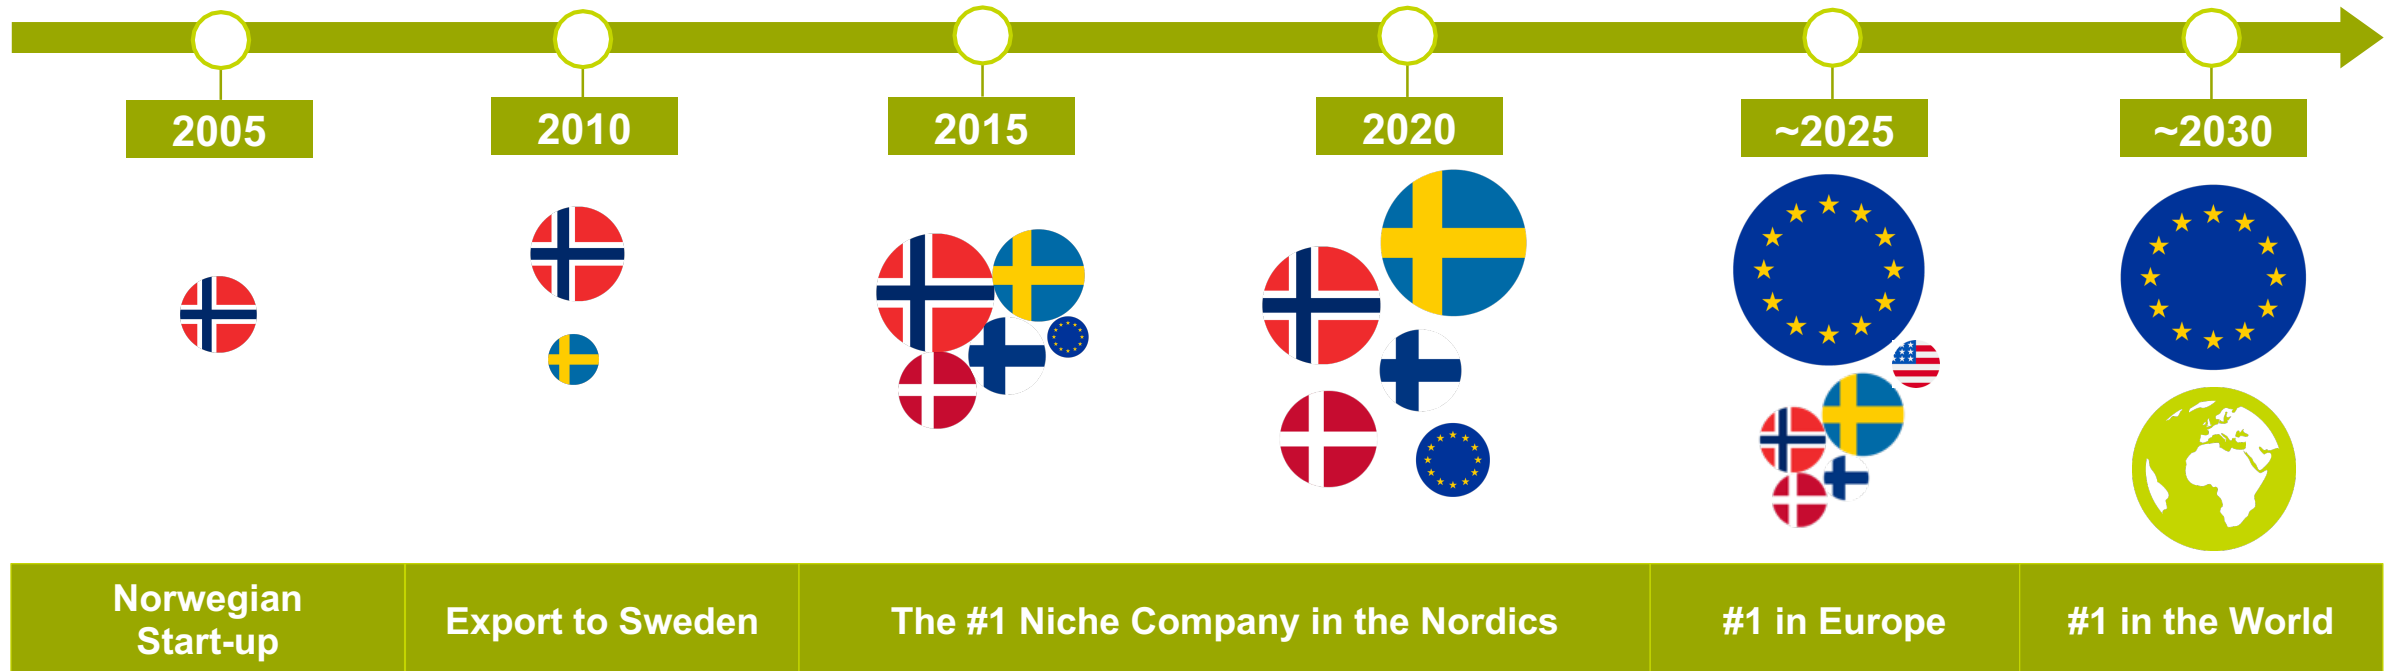 2005
2010
2015
2020
~2025
~2030
Norwegian
Start-up
Export to Sweden
The #1 Niche Company in the Nordics
#1 in Europe
#1 in the World